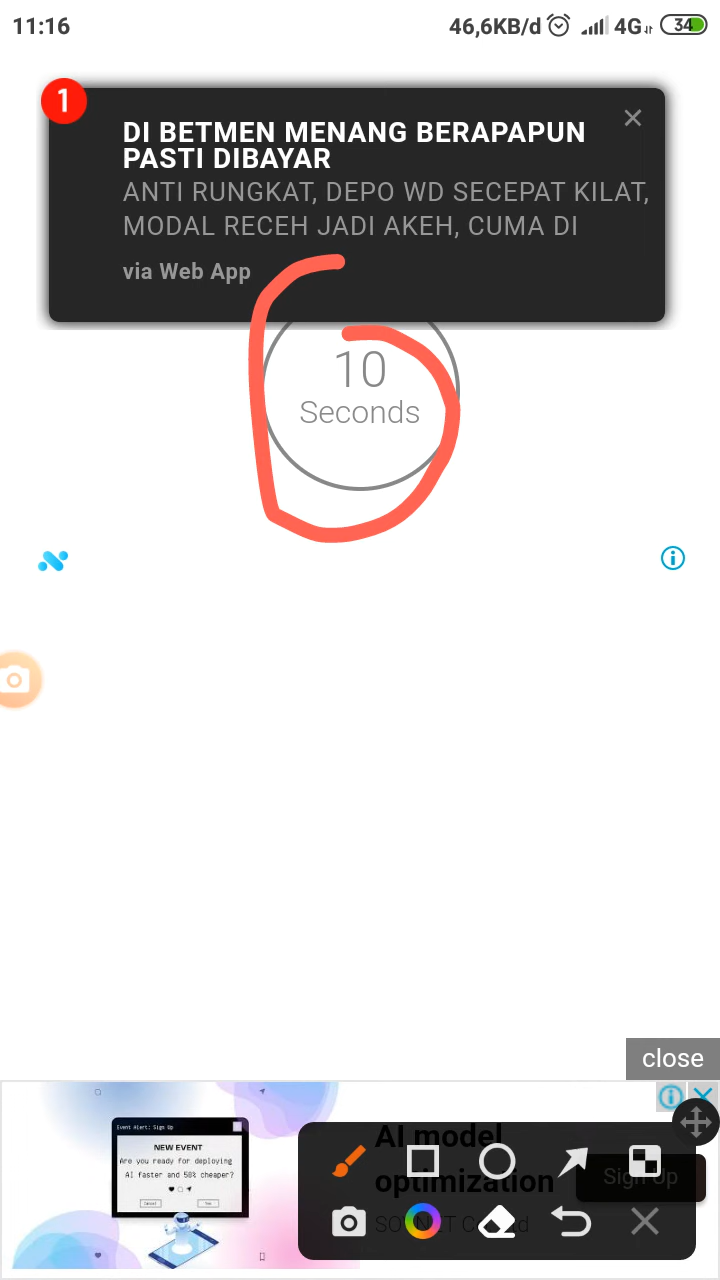 11:16
46,6KB/d 4G 34
1
DI BETMEN MENANG BERAPAPUN
PASTI DIBAYAR
ANTI RUNGKAT, DEPO WD SECEPAT KILAT,
MODAL RECEH JADI AKEH, CUMA DI
via Web App
10
Seconds
close
Event Alert: Sign Up
NEW EVENT
Are you ready for deploying
AI faster and 50% cheaper?
Cancel
AI model
optimization
Sign Up